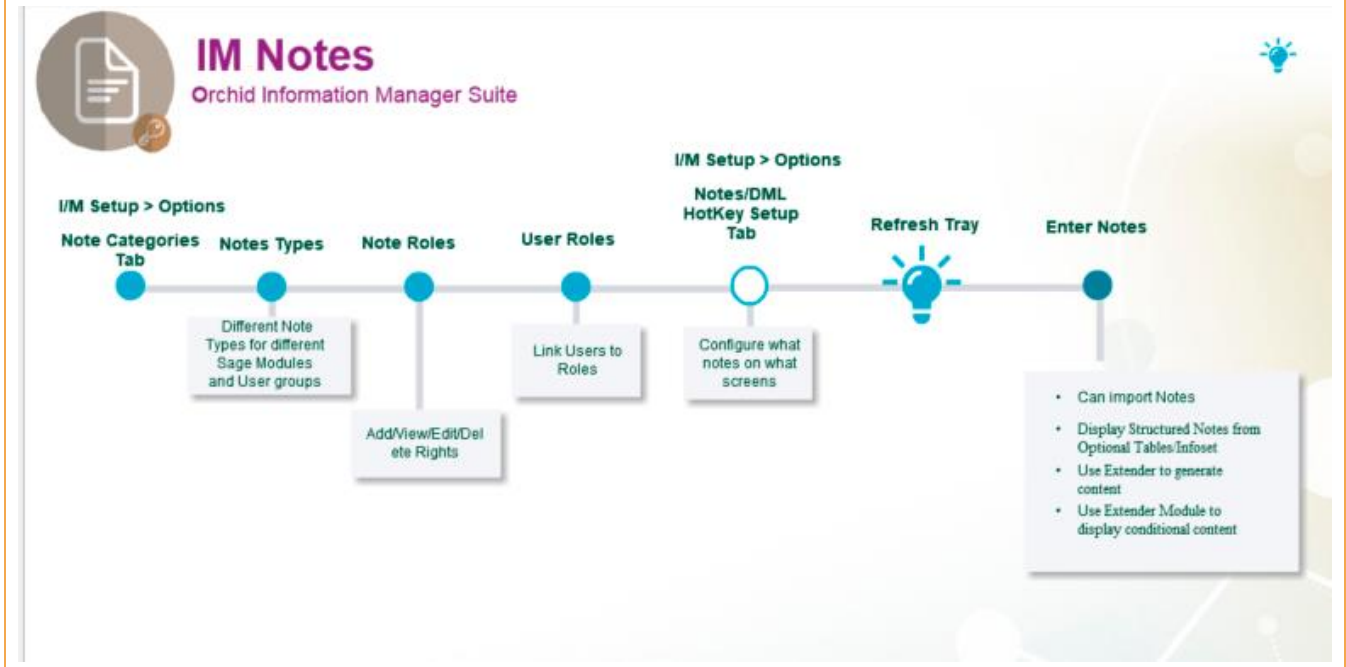 IM Notes
Orchid Information Manager Suite
I/M Setup > Options
Note Categories
Tab
Notes Types
Different Note
Types for different
Sage Modules
and User groups
Note Roles
Add/View/Edit/Del
ete Rights
User Roles
Link Users to
Roles
I/M Setup > Options
Notes/DML
HotKey Setup
Tab
Configure what
notes on what
screens
Refresh Tray
Enter Notes
• Can import Notes
• Display Structured Notes from
Optional Tables/Infoset
• Use Extender to generate
content
• Use Extender Module to
display conditional content